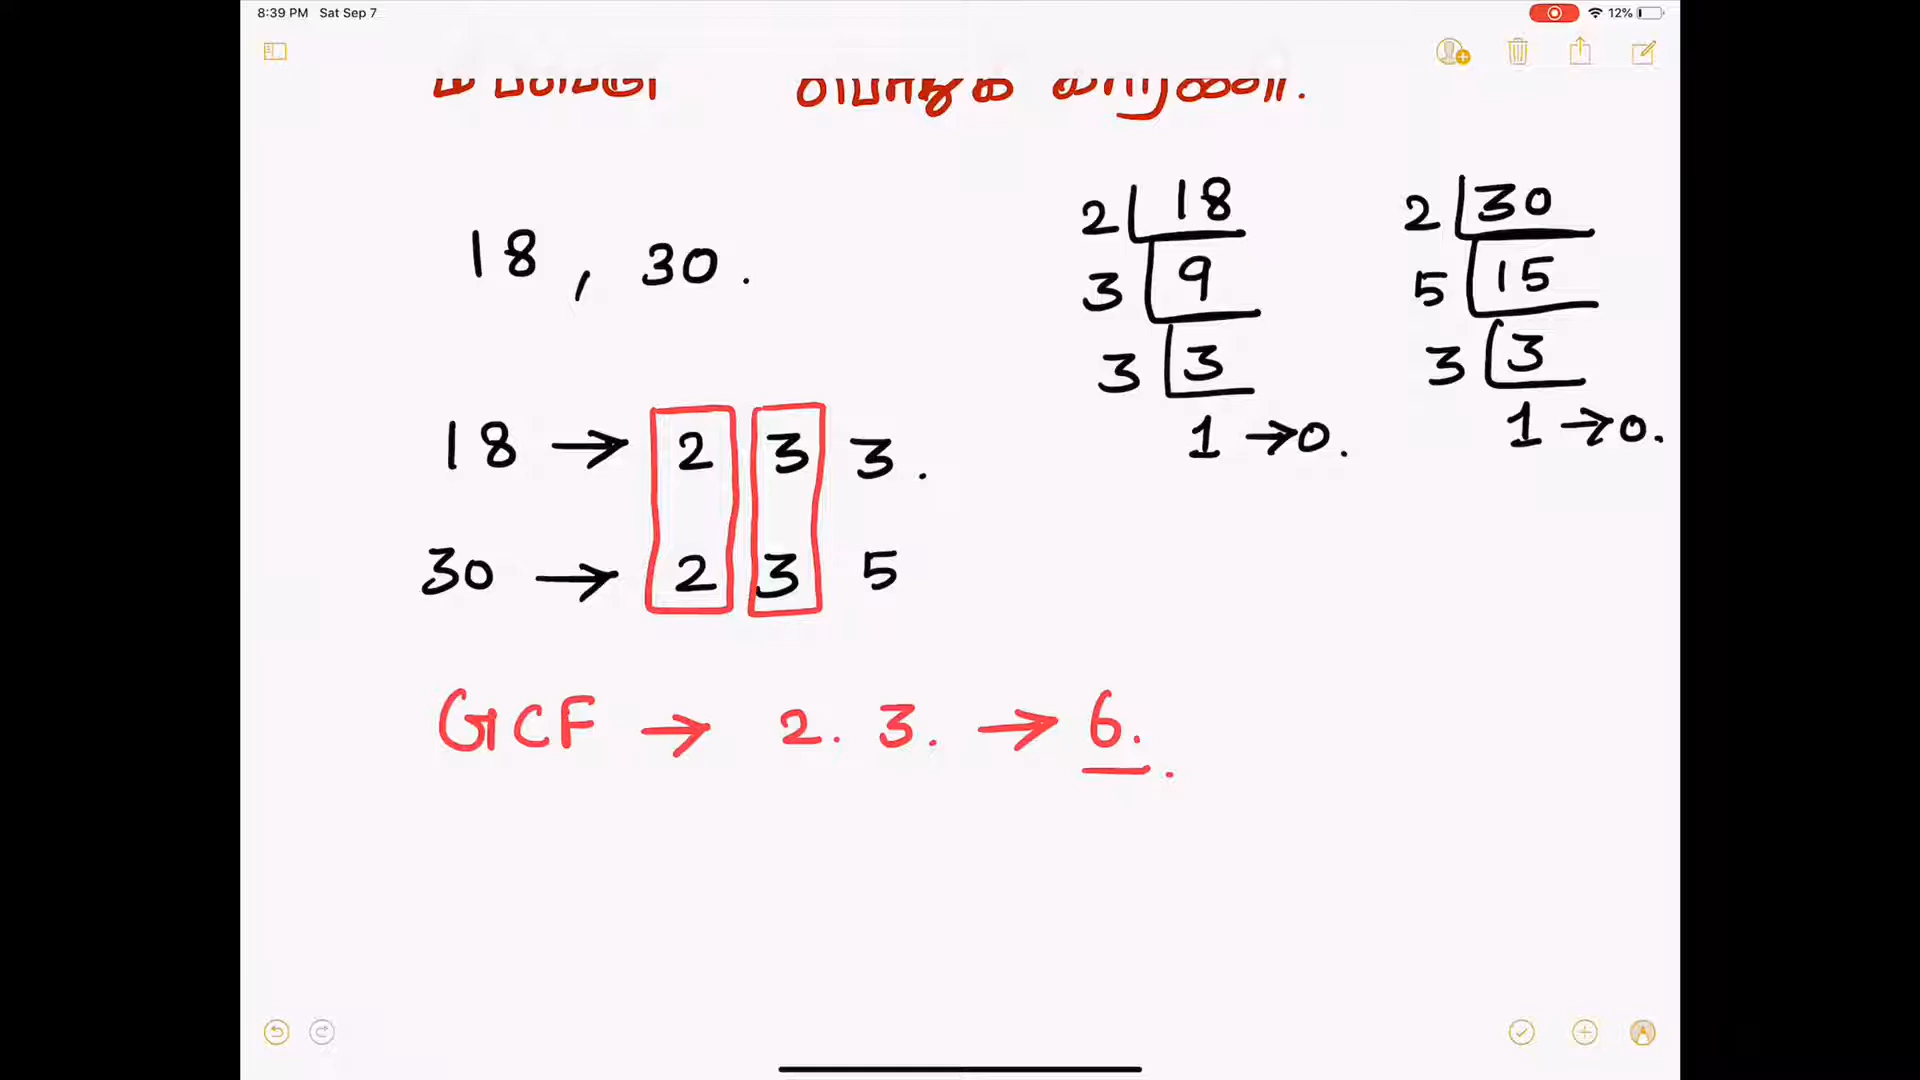 8:39 PM Sat Sep 7
12%
மீப்பெரு பொதுக் காரணி.
18 , 30 .
2 18
3 9
3 3
1 → 0 .
2 30
5 15
3 3
1 → 0 .
18 → 2 3 3 .
30 → 2 3 5
GCF → 2 . 3 . → 6 .